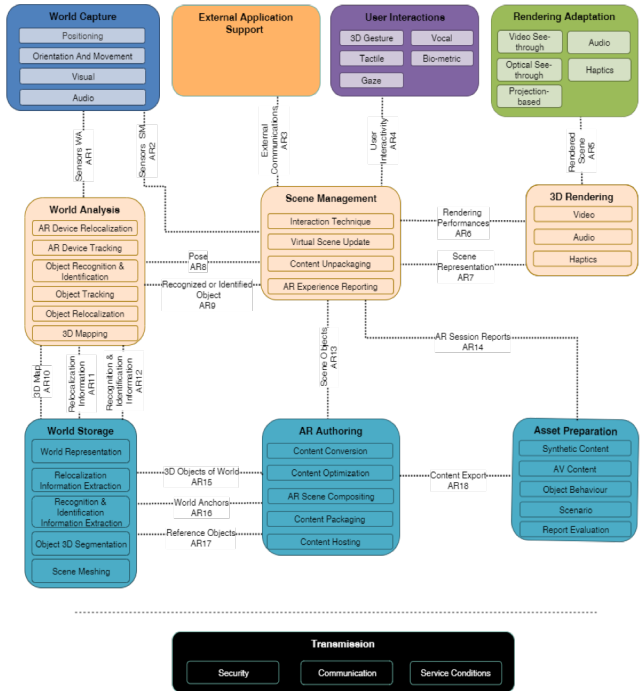 World Capture
Positioning
Orientation And Movement
Visual
Audio
External Application
Support
User Interactions
3D Gesture
Vocal
Tactile
Bio-metric
Gaze
Rendering Adaptation
Video See-
through
Audio
Optical See-
through
Haptics
Projection-
based
Sensors WA
AR1
Sensors SM
AR2
External
Communications
AR3
User
Interactivity
AR4
Rendered
Scene
AR5
World Analysis
AR Device Relocalization
AR Device Tracking
Object Recognition &
Identification
Object Tracking
Object Relocalization
3D Mapping
Pose
AR8
Recognized or Identified
Object
AR9
Scene Management
Interaction Technique
Virtual Scene Update
Content Unpackaging
AR Experience Reporting
Rendering
Performances
AR6
Scene
Representation
AR7
3D Rendering
Video
Audio
Haptics
3D Map
AR10
Relocalization
Information
AR11
Recognition &
Identification
Information
AR12
Scene Objects
AR13
AR Session Reports
AR14
World Storage
World Representation
Relocalization
Information Extraction
Recognition &
Identification
Information Extraction
Object 3D Segmentation
Scene Meshing
3D Objects of World
AR15
World Anchors
AR16
Reference Objects
AR17
AR Authoring
Content Conversion
Content Optimization
AR Scene Compositing
Content Packaging
Content Hosting
Content Export
AR18
Asset Preparation
Synthetic Content
AV Content
Object Behaviour
Scenario
Report Evaluation
Transmission
Security
Communication
Service Conditions